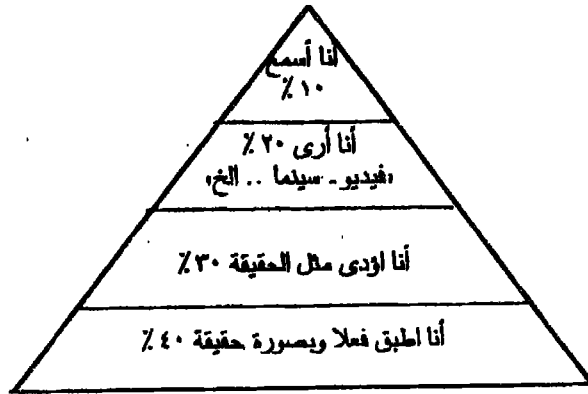 أنا أسمع
١٠ ٪
أنا أرى ٢٠ ٪
«فيديو - سينما .. الخ»
أنا اؤدى مثل الحقيقة ٣٠ ٪
أنا اطبق فعلا وبصورة حقيقة ٤٠ ٪